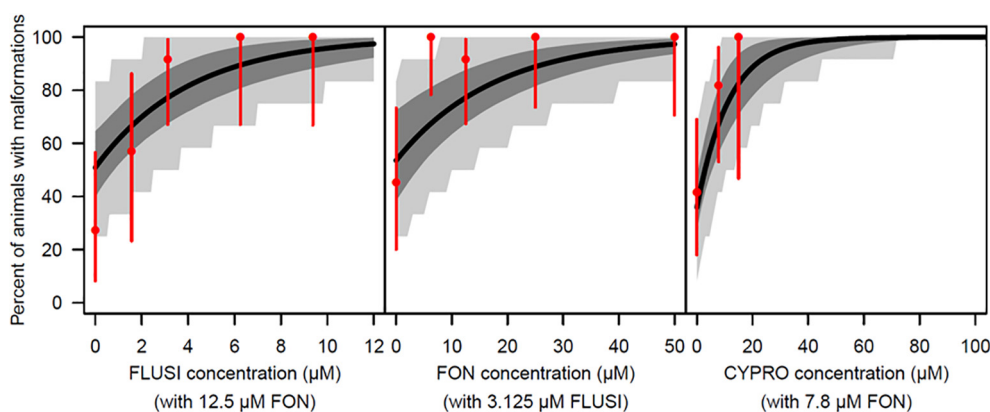 Percent of animals with malformations
100
80
60
40
20
0
0 2 4 6 8 10 12
0 10 20 30 40 50
0 20 40 60 80 100
FLUSI concentration (µM)
(with 12.5 µM FON)
FON concentration (µM)
(with 3.125 µM FLUSI)
CYPRO concentration (µM)
(with 7.8 µM FON)